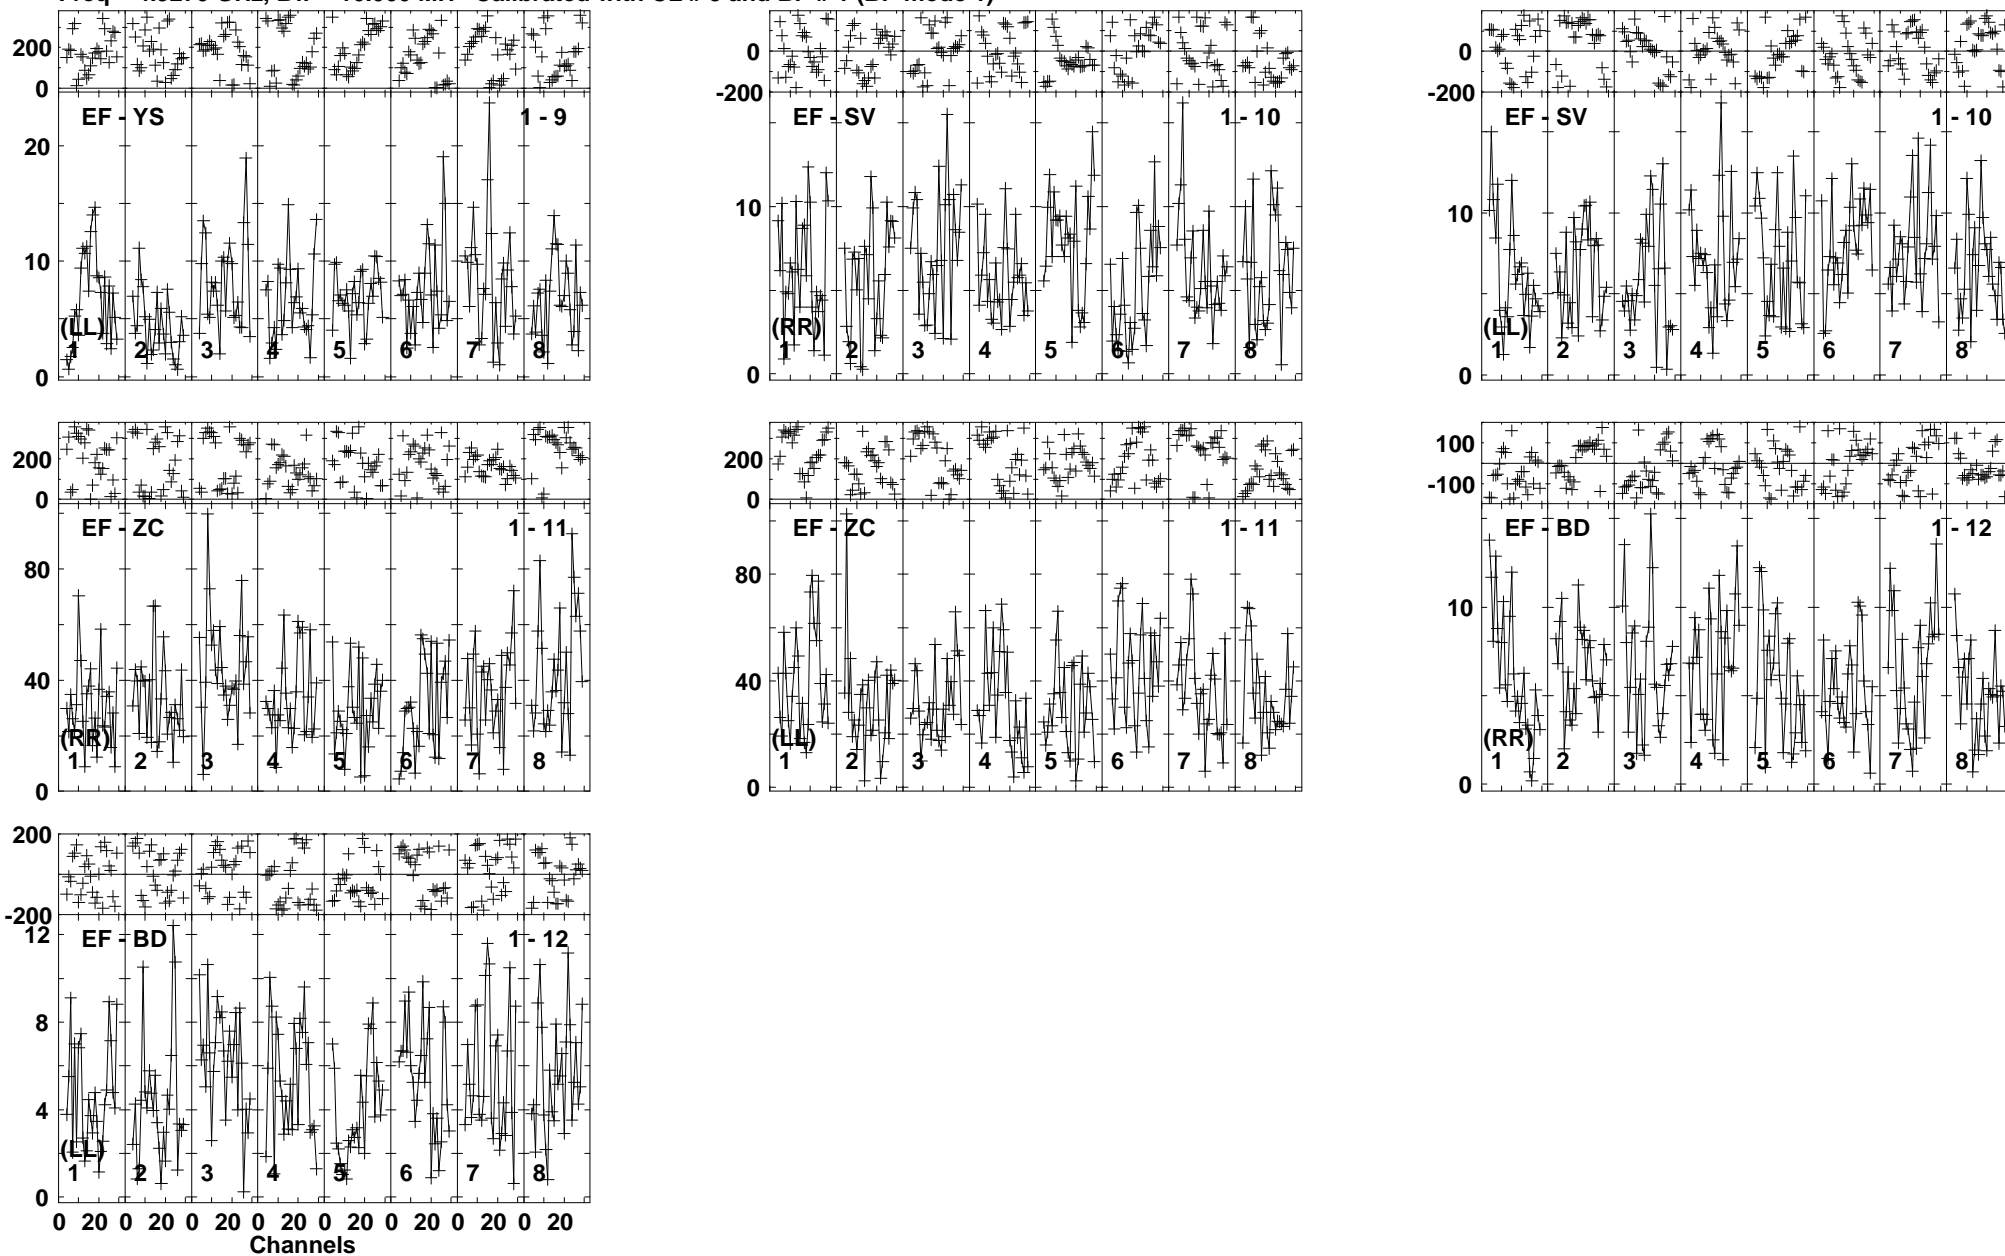 200
0
EF - YS 1 - 9
20
10
0
(LL)
1 2 3 4 5 6 7 8
0
-200
EF - SV 1 - 10
10
0
(RR)
1 2 3 4 5 6 7 8
0
-200
EF - SV 1 - 10
10
0
(LL)
1 2 3 4 5 6 7 8
200
0
EF - ZC 1 - 11
80
40
0
(RR)
1 2 3 4 5 6 7 8
200
0
EF - ZC 1 - 11
80
40
0
(LL)
1 2 3 4 5 6 7 8
100
-100
EF - BD 1 - 12
10
0
(RR)
1 2 3 4 5 6 7 8
200
-200
EF - BD 1 - 12
12
8
4
0
(LL)
1 2 3 4 5 6 7 8
0 20 0 20 0 20 0 20 0 20 0 20 0 20 0 20
Channels